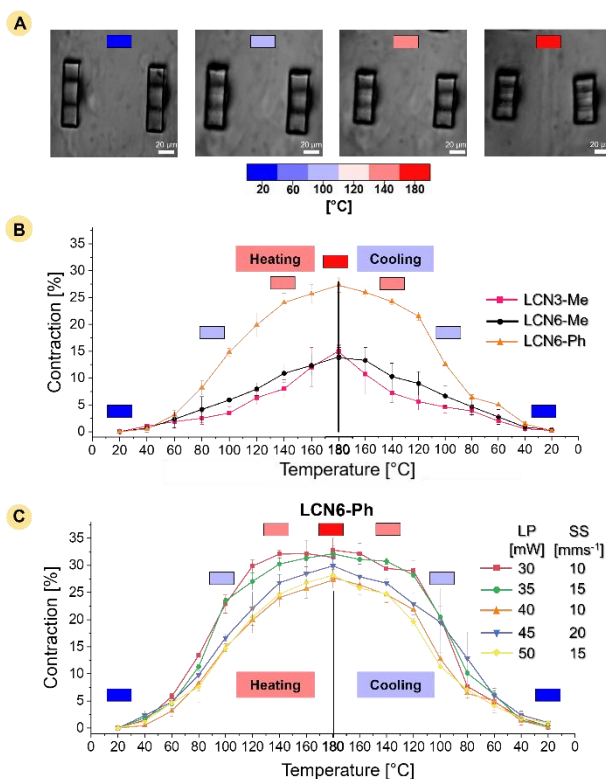 A
20 µm 20 µm 20 µm 20 µm
20 60 100 120 140 180
[°C]
B
Heating Cooling
35
30
25
20
15
10
5
0
Contraction [%]
LCN3-Me
LCN6-Me
LCN6-Ph
0 20 40 60 80 100 120 140 160 180 160 140 120 100 80 60 40 20 0
Temperature [°C]
C
LCN6-Ph
35
30
25
20
15
10
5
0
Contraction [%]
LP SS
[mW] [mms⁻¹]
30 10
35 15
40 10
45 20
50 15
Heating Cooling
0 20 40 60 80 100 120 140 160 180 160 140 120 100 80 60 40 20 0
Temperature [°C]